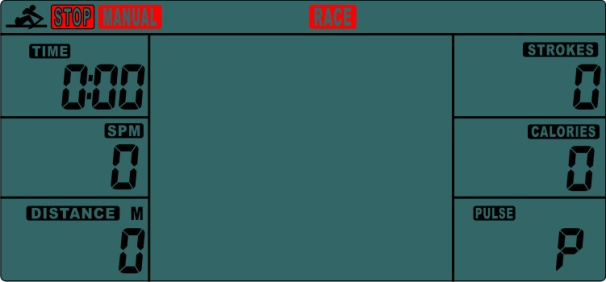 STOP MANUAL RACE
TIME
0:00
SPM
0
DISTANCE M
0
STROKES
0
CALORIES
0
PULSE
P